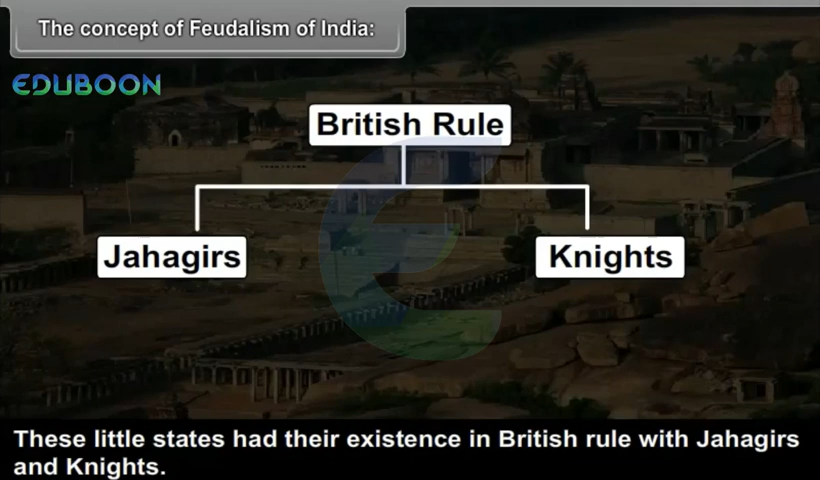 The concept of Feudalism of India:
EDUBOON
British Rule
Jahagirs
Knights
These little states had their existence in British rule with Jahagirs
and Knights.